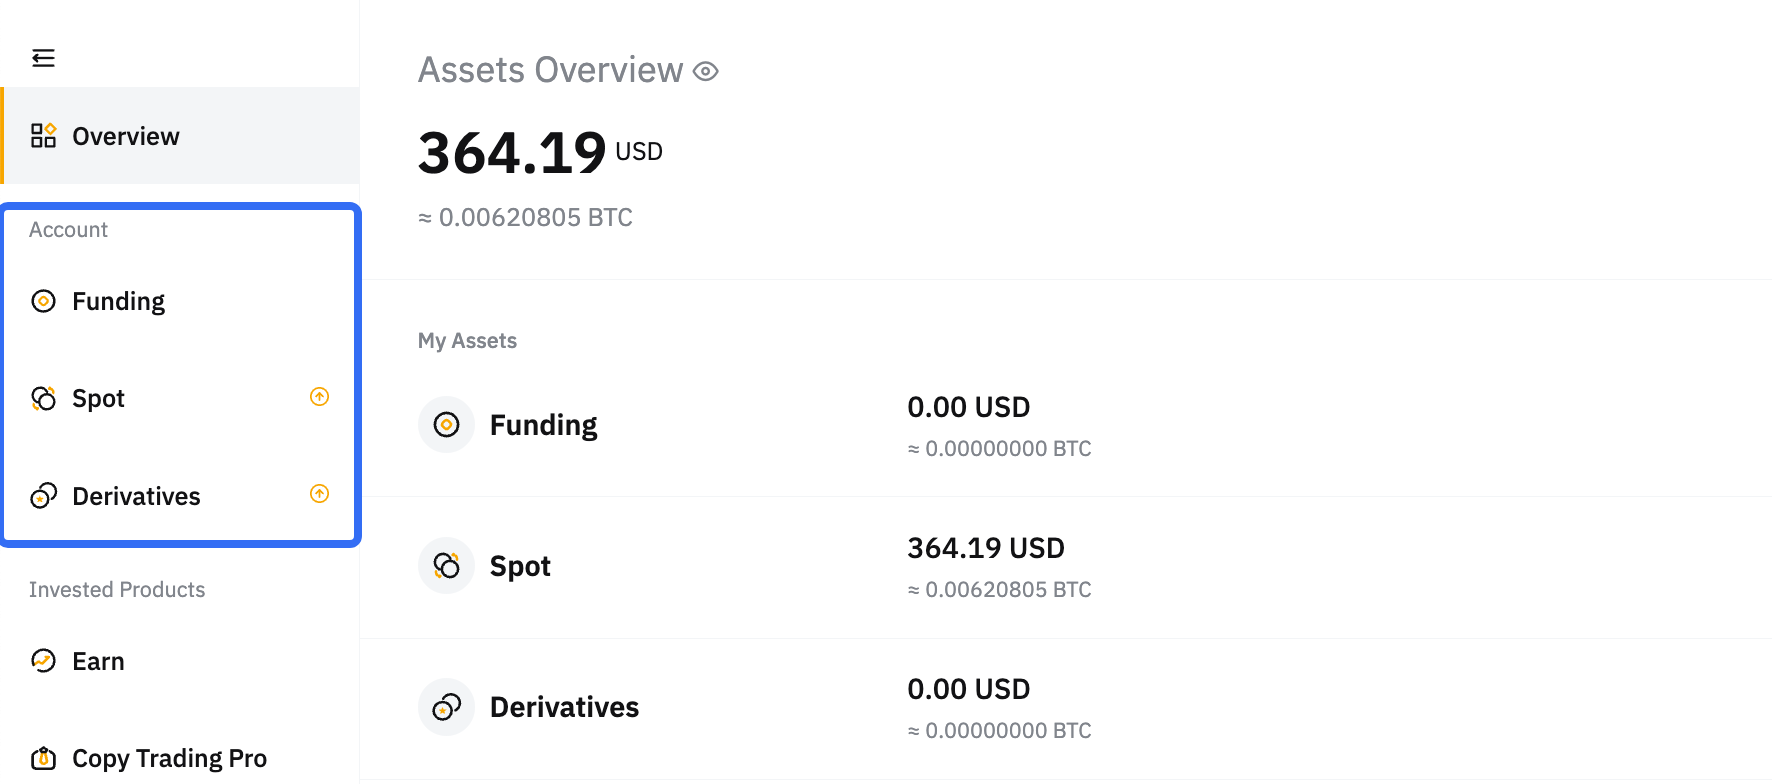 Overview
Account
Funding
Spot
Derivatives
Invested Products
Earn
Copy Trading Pro
Assets Overview
364.19 USD
≈ 0.00620805 BTC
My Assets
Funding
0.00 USD
≈ 0.00000000 BTC
Spot
364.19 USD
≈ 0.00620805 BTC
Derivatives
0.00 USD
≈ 0.00000000 BTC